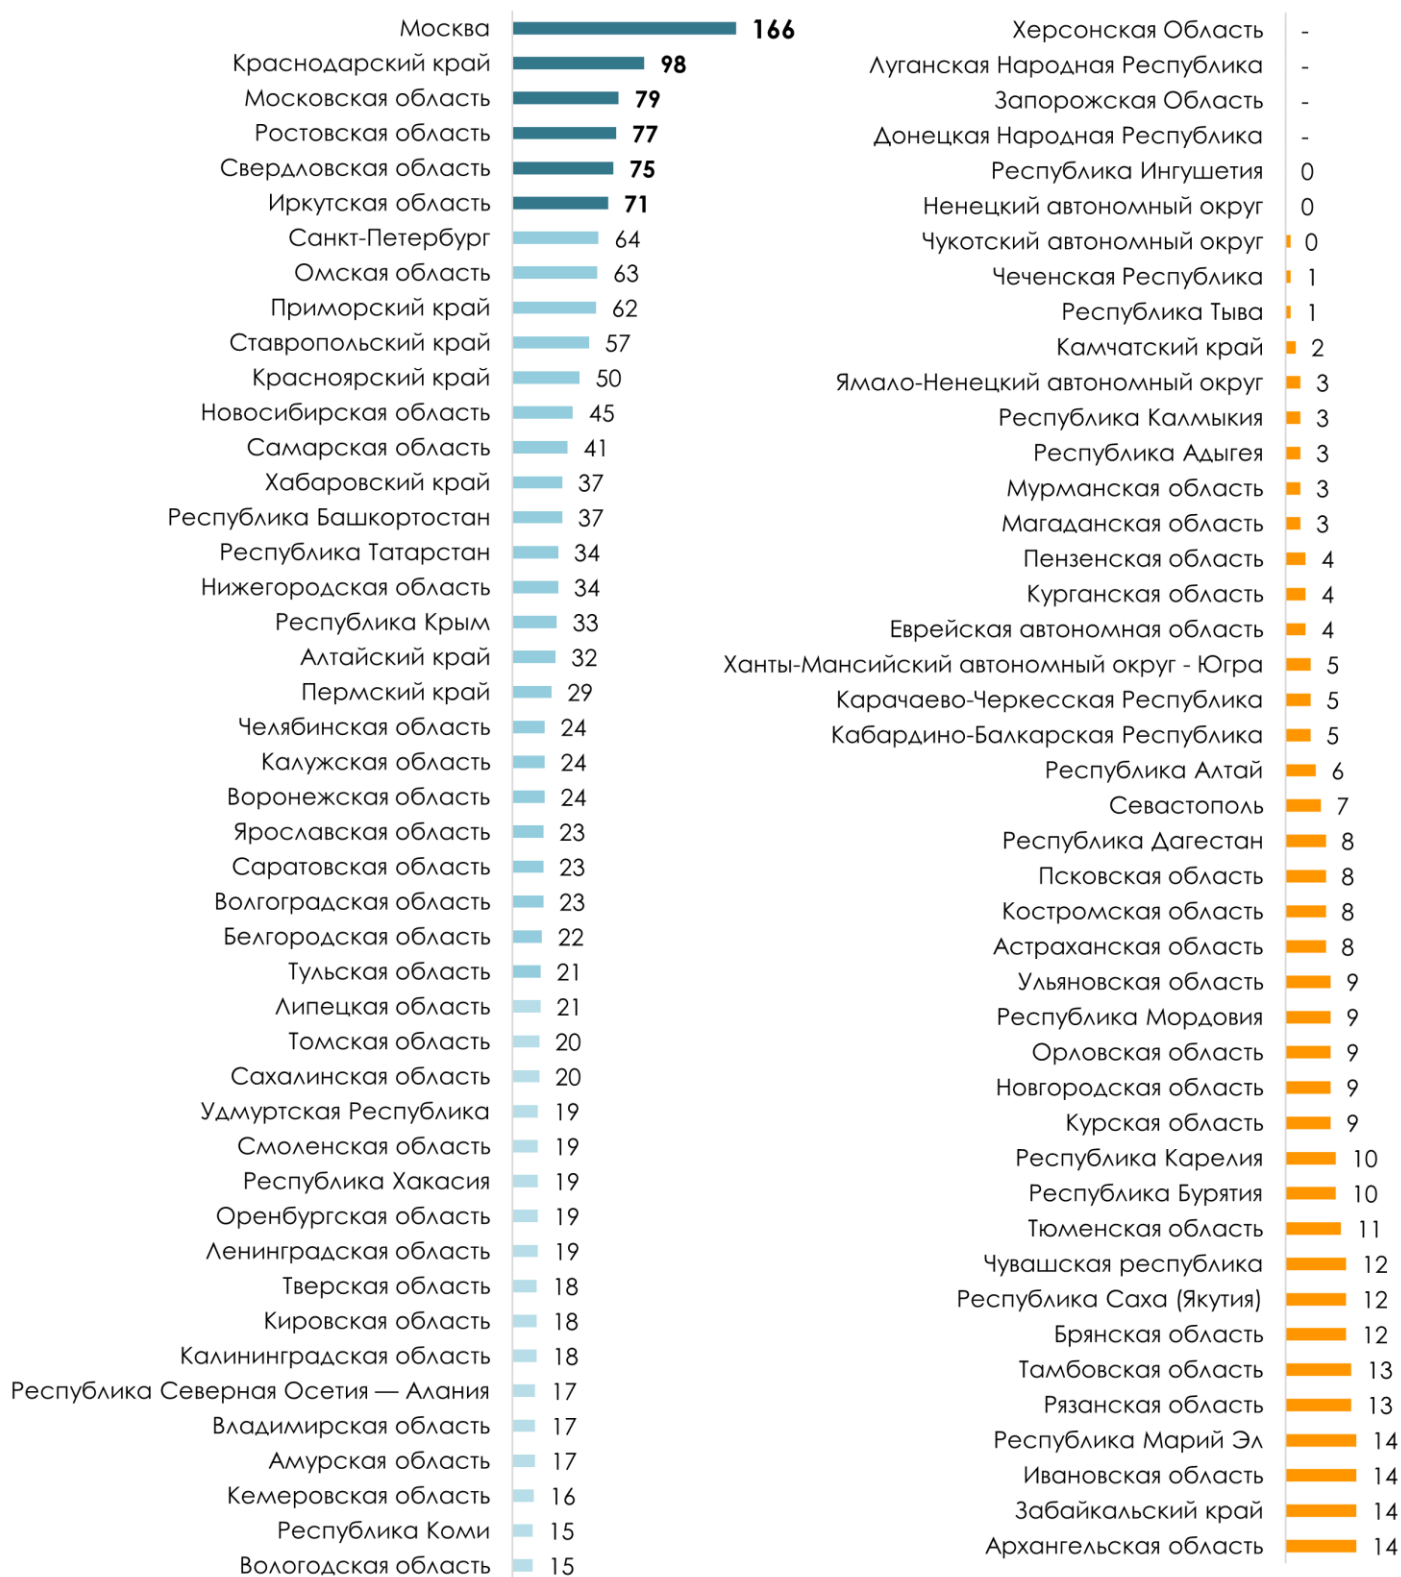 Москва 166
Краснодарский край 98
Московская область 79
Ростовская область 77
Свердловская область 75
Иркутская область 71
Санкт-Петербург 64
Омская область 63
Приморский край 62
Ставропольский край 57
Красноярский край 50
Новосибирская область 45
Самарская область 41
Хабаровский край 37
Республика Башкортостан 37
Республика Татарстан 34
Нижегородская область 34
Республика Крым 33
Алтайский край 32
Пермский край 29
Челябинская область 24
Калужская область 24
Воронежская область 24
Ярославская область 23
Саратовская область 23
Волгоградская область 23
Белгородская область 22
Тульская область 21
Липецкая область 21
Томская область 20
Сахалинская область 20
Удмуртская Республика 19
Смоленская область 19
Республика Хакасия 19
Оренбургская область 19
Ленинградская область 19
Тверская область 18
Кировская область 18
Калининградская область 18
Республика Северная Осетия — Алания 17
Владимирская область 17
Амурская область 17
Кемеровская область 16
Республика Коми 15
Вологодская область 15
Херсонская Область -
Луганская Народная Республика -
Запорожская Область -
Донецкая Народная Республика -
Республика Ингушетия 0
Ненецкий автономный округ 0
Чукотский автономный округ 0
Чеченская Республика 1
Республика Тыва 1
Камчатский край 2
Ямало-Ненецкий автономный округ 3
Республика Калмыкия 3
Республика Адыгея 3
Мурманская область 3
Магаданская область 3
Пензенская область 4
Курганская область 4
Еврейская автономная область 4
Ханты-Мансийский автономный округ - Югра 5
Карачаево-Черкесская Республика 5
Кабардино-Балкарская Республика 5
Республика Алтай 6
Севастополь 7
Республика Дагестан 8
Псковская область 8
Костромская область 8
Астраханская область 8
Ульяновская область 9
Республика Мордовия 9
Орловская область 9
Новгородская область 9
Курская область 9
Республика Карелия 10
Республика Бурятия 10
Тюменская область 11
Чувашская республика 12
Республика Саха (Якутия) 12
Брянская область 12
Тамбовская область 13
Рязанская область 13
Республика Марий Эл 14
Ивановская область 14
Забайкальский край 14
Архангельская область 14